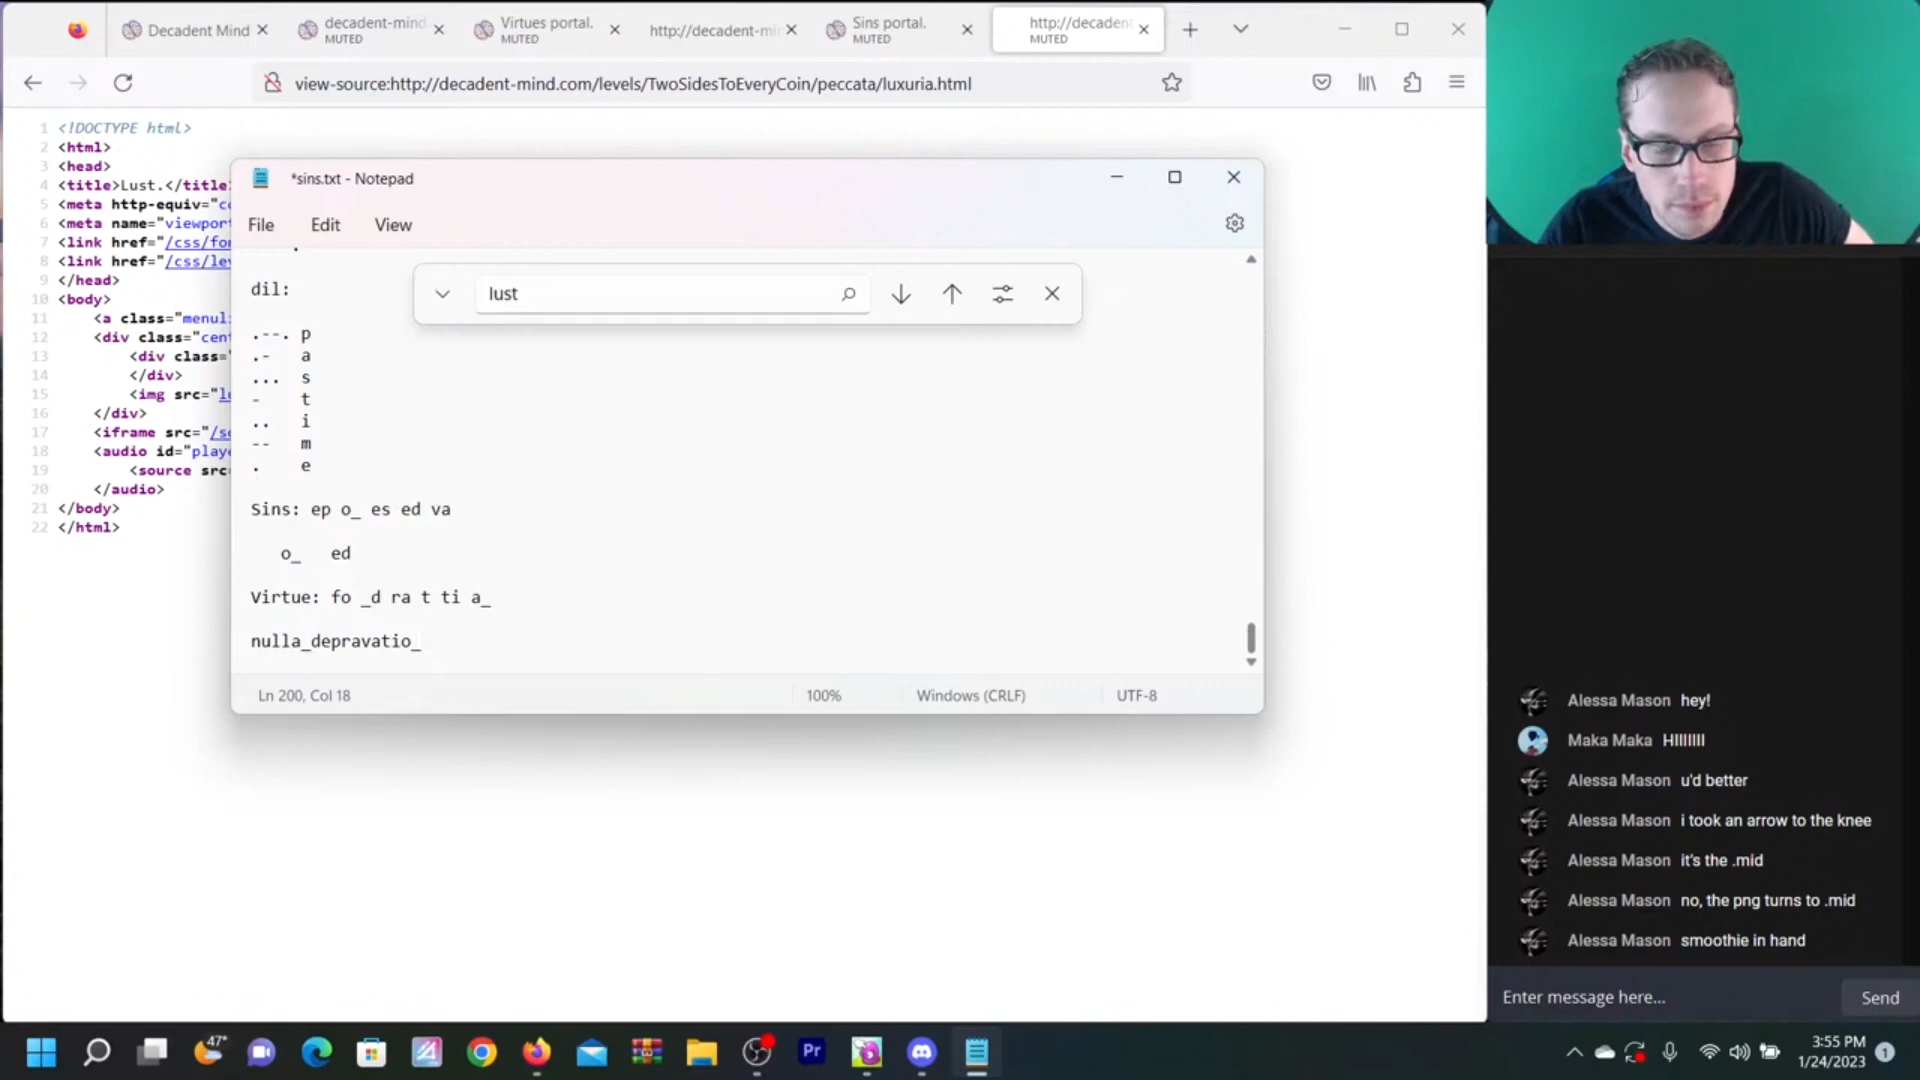 Decent Mind
decadent-mind
MUTED
Virtues portal.
MUTED
http://decadent-mi
Sins portal.
MUTED
http://decaden
MUTED
view-source:http://decadent-mind.com/levels/TwoSidesToEveryCoin/peccata/luxuria.html
1 <!DOCTYPE html>
2 <html>
3 <head>
4 <title>Lust.</title
5 <meta http-equiv="c
6 <meta name="viewpor
7 <link href="/css/fo
8 <link href="/css/le
9 </head>
10 <body>
11 <a class="menul
12 <div class="cen
13 <div class=
14 </div>
15 <img src="l
16 </div>
17 <iframe src="/s
18 <audio id="playe
19 <source src
20 </audio>
21 </body>
22 </html>
*sins.txt - Notepad
File Edit View
lust
dil:
.--. p
.- a
... s
- t
.. i
-- m
. e
Sins: ep o_ es ed va
o_ ed
Virtue: fo _d ra t ti a_
nulla_depravatio_
Ln 200, Col 18
100%
Windows (CRLF)
UTF-8
Alessa Mason hey!
Maka Maka HIIIIIII
Alessa Mason u'd better
Alessa Mason i took an arrow to the knee
Alessa Mason it's the .mid
Alessa Mason no, the png turns to .mid
Alessa Mason smoothie in hand
Enter message here...
Send
47°
Pr
3:55 PM
1/24/2023
1